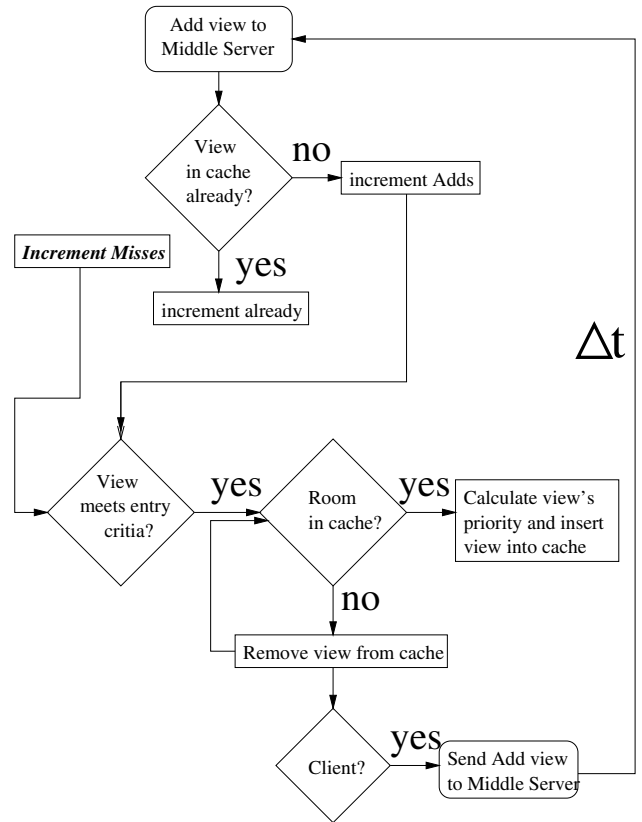 Add view to
Middle Server
View
in cache
already?
no
increment Adds
Increment Misses
yes
increment already
Δt
View
meets entry
critia?
yes
Room
in cache?
yes
Calculate view's
priority and insert
view into cache
no
Remove view from cache
Client?
yes
Send Add view
to Middle Server